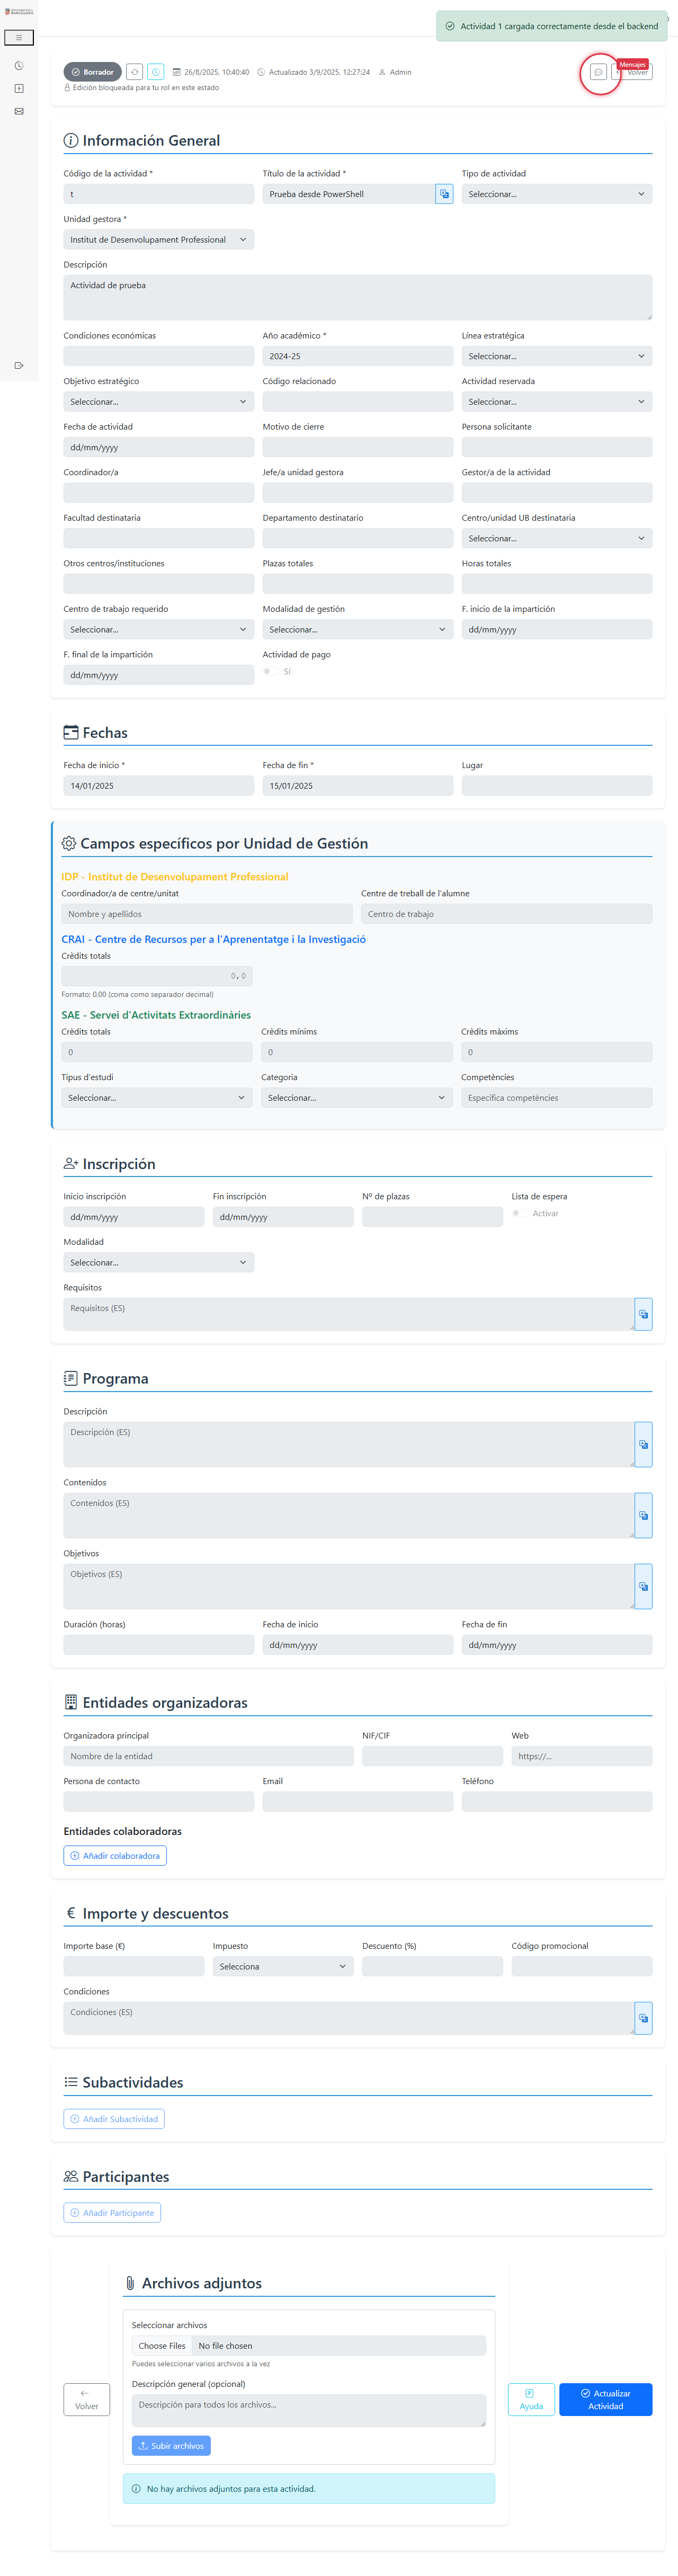 UNIVERSITAT DE BARCELONA
Actividad 1 cargada correctamente desde el backend
Borrador
26/8/2025, 10:40:40
Actualizado 3/9/2025, 12:27:24
Admin
Mensajes
Volver
Edición bloqueada para tu rol en este estado
Información General
Código de la actividad *
Título de la actividad *
Tipo de actividad
t
Prueba desde PowerShell
Seleccionar...
Unidad gestora *
Institut de Desenvolupament Professional
Descripción
Actividad de prueba
Condiciones económicas
Año académico *
Línea estratégica
2024-25
Seleccionar...
Objetivo estratégico
Código relacionado
Actividad reservada
Seleccionar...
Seleccionar...
Fecha de actividad
Motivo de cierre
Persona solicitante
dd/mm/yyyy
Coordinador/a
Jefe/a unidad gestora
Gestor/a de la actividad
Facultad destinataria
Departamento destinatario
Centro/unidad UB destinataria
Seleccionar...
Otros centros/instituciones
Plazas totales
Horas totales
Centro de trabajo requerido
Modalidad de gestión
F. inicio de la impartición
Seleccionar...
Seleccionar...
dd/mm/yyyy
F. final de la impartición
Actividad de pago
dd/mm/yyyy
Sí
Fechas
Fecha de inicio *
Fecha de fin *
Lugar
14/01/2025
15/01/2025
Campos específicos por Unidad de Gestión
IDP - Institut de Desenvolupament Professional
Coordinador/a de centre/unitat
Centre de treball de l'alumne
Nombre y apellidos
Centro de trabajo
CRAI - Centre de Recursos per a l'Aprenentatge i la Investigació
Crèdits totals
0,0
Formato: 0.00 (coma como separador decimal)
SAE - Servei d'Activitats Extraordinàries
Crèdits totals
Crèdits mínims
Crèdits màxims
0
0
0
Tipus d'estudi
Categoria
Competències
Seleccionar...
Seleccionar...
Especifica competències
Inscripción
Inicio inscripción
Fin inscripción
Nº de plazas
Lista de espera
dd/mm/yyyy
dd/mm/yyyy
Activar
Modalidad
Seleccionar...
Requisitos
Requisitos (ES)
Programa
Descripción
Descripción (ES)
Contenidos
Contenidos (ES)
Objetivos
Objetivos (ES)
Duración (horas)
Fecha de inicio
Fecha de fin
dd/mm/yyyy
dd/mm/yyyy
Entidades organizadoras
Organizadora principal
NIF/CIF
Web
Nombre de la entidad
https://...
Persona de contacto
Email
Teléfono
Entidades colaboradoras
Añadir colaboradora
Importe y descuentos
Importe base (€)
Impuesto
Descuento (%)
Código promocional
Selecciona
Condiciones
Condiciones (ES)
Subactividades
Añadir Subactividad
Participantes
Añadir Participante
Archivos adjuntos
Seleccionar archivos
Choose Files
No file chosen
Puedes seleccionar varios archivos a la vez
Descripción general (opcional)
Descripción para todos los archivos...
Subir archivos
No hay archivos adjuntos para esta actividad.
Volver
Ayuda
Actualizar Actividad